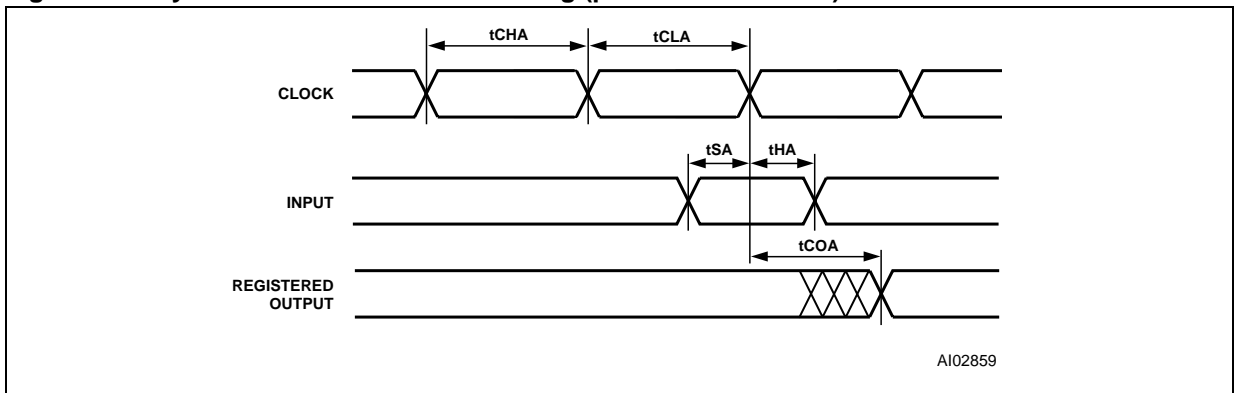 tCHA tCLA
CLOCK
tSA tHA
INPUT
tCOA
REGISTERED
OUTPUT
AI02859